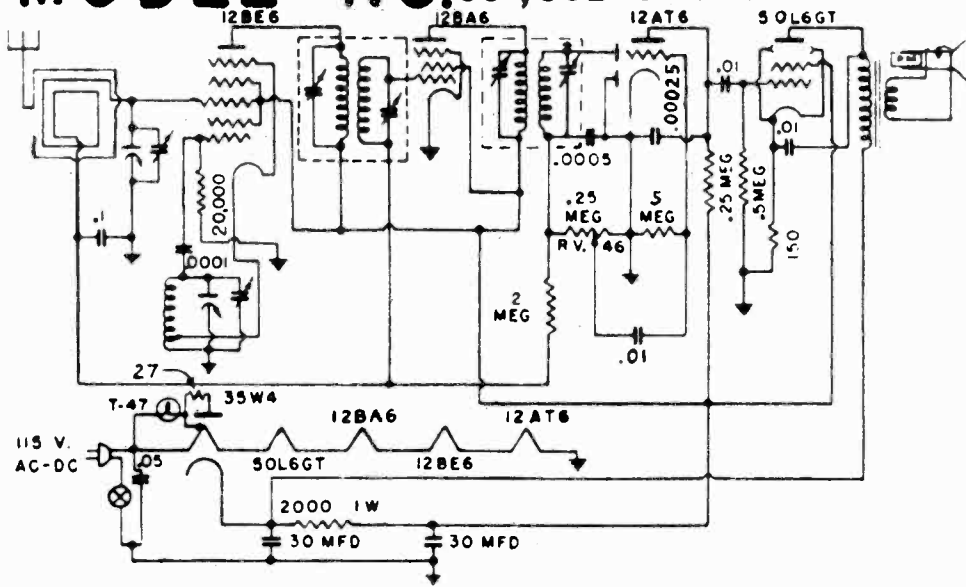 12BE6
12BA6
12AT6
50L6GT
.01
.00025
.01
.0005
.25 MEG
.5 MEG
20,000
.25
MEG
5
MEG
.1
R V. 46
150
.0001
2
MEG
.01
27
T-47
35W4
12BA6
12AT6
115 V.
AC-DC
.05
50L6GT
12BE6
2000 1W
30 MFD
30 MFD